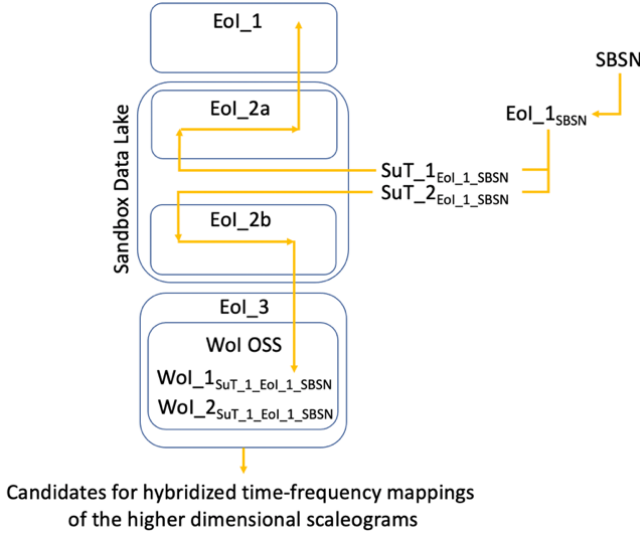 EoI_1
SBSN
EoI_2a
EoI_1SBSN
Sandbox Data Lake
SuT_1EoI_1_SBSN
SuT_2EoI_1_SBSN
EoI_2b
EoI_3
WoI OSS
WoI_1SuT_1_EoI_1_SBSN
WoI_2SuT_1_EoI_1_SBSN
Candidates for hybridized time-frequency mappings
of the higher dimensional scaleograms